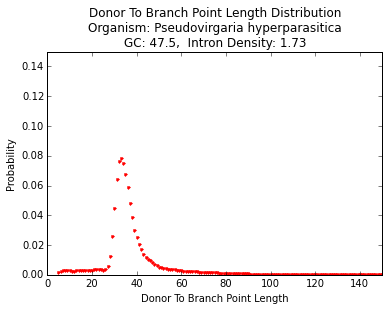 Donor To Branch Point Length Distribution
Organism: Pseudovirgaria hyperparasitica
GC: 47.5,  Intron Density: 1.73
0.14
0.12
0.10
0.08
0.06
0.04
0.02
0.00
Probability
0 20 40 60 80 100 120 140
Donor To Branch Point Length